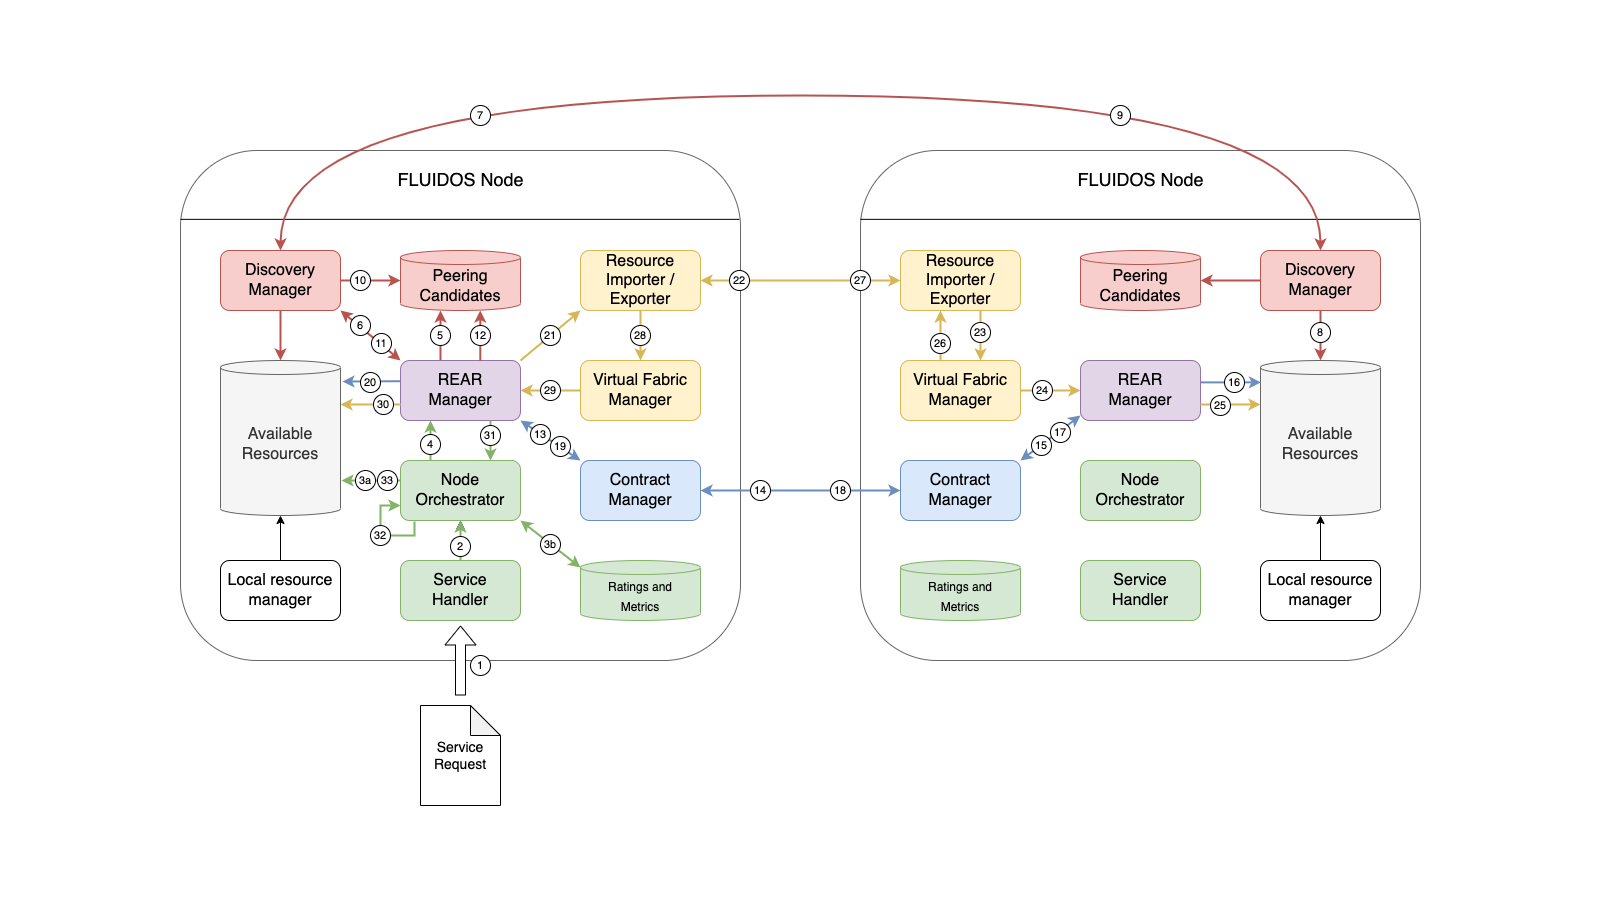 7
9
FLUIDOS Node
FLUIDOS Node
Discovery
Manager
10
Peering
Candidates
Resource
Importer /
Exporter
22
27
Resource
Importer /
Exporter
Peering
Candidates
Discovery
Manager
6
11
5
12
21
28
26
23
8
20
30
REAR
Manager
29
Virtual Fabric
Manager
Virtual Fabric
Manager
24
REAR
Manager
16
25
Available
Resources
4
31
13
19
15
17
Available
Resources
3a
33
Node
Orchestrator
Contract
Manager
14
18
Contract
Manager
Node
Orchestrator
32
2
3b
Local resource
manager
Service
Handler
Ratings and
Metrics
Ratings and
Metrics
Service
Handler
Local resource
manager
1
Service
Request